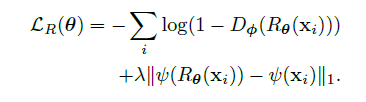 ℒ_R(θ) = −∑_i log(1 − D_ϕ(R_θ(x_i)))
+λ‖ψ(R_θ(x_i)) − ψ(x_i)‖_1.